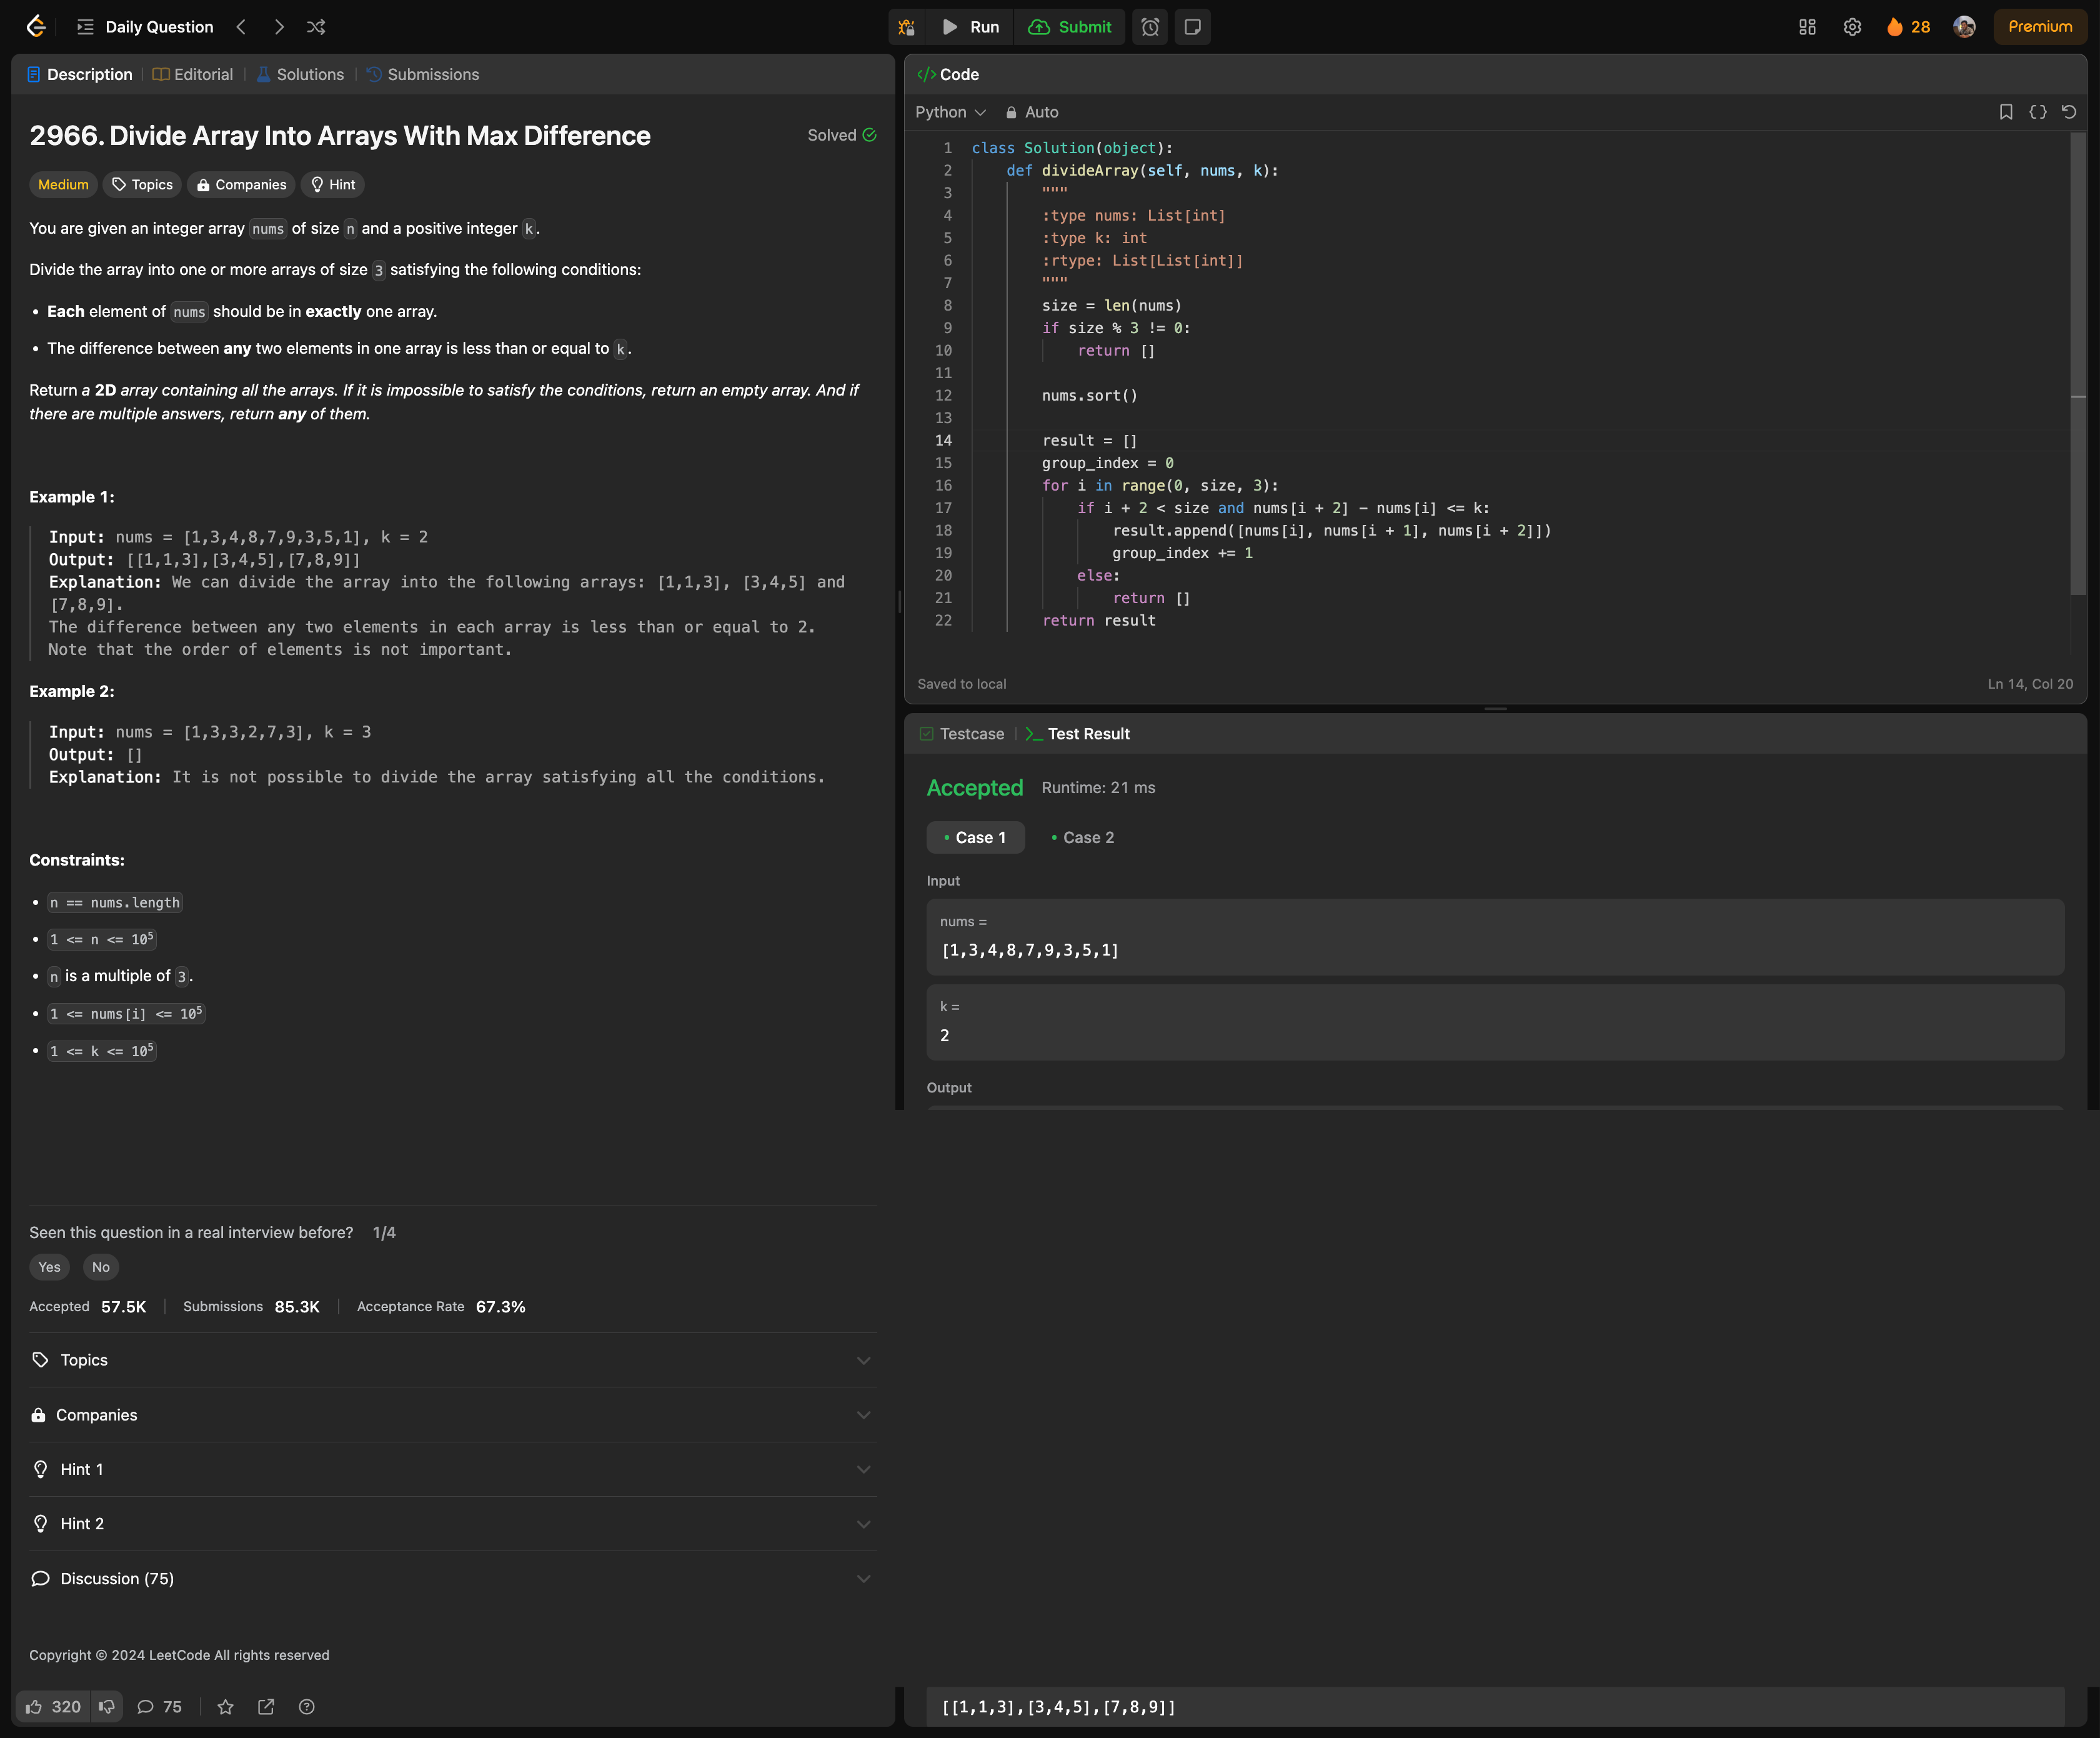 Daily Question
Run
Submit
28
Premium
Description
Editorial
Solutions
Submissions
2966. Divide Array Into Arrays With Max Difference
Solved
Medium
Topics
Companies
Hint
You are given an integer array nums of size n and a positive integer k.
Divide the array into one or more arrays of size 3 satisfying the following conditions:
• Each element of nums should be in exactly one array.
• The difference between any two elements in one array is less than or equal to k.
Return a 2D array containing all the arrays. If it is impossible to satisfy the conditions, return an empty array. And if
there are multiple answers, return any of them.
Example 1:
Input: nums = [1,3,4,8,7,9,3,5,1], k = 2
Output: [[1,1,3],[3,4,5],[7,8,9]]
Explanation: We can divide the array into the following arrays: [1,1,3], [3,4,5] and
[7,8,9].
The difference between any two elements in each array is less than or equal to 2.
Note that the order of elements is not important.
Example 2:
Input: nums = [1,3,3,2,7,3], k = 3
Output: []
Explanation: It is not possible to divide the array satisfying all the conditions.
Constraints:
• n == nums.length
• 1 <= n <= 10⁵
• n is a multiple of 3.
• 1 <= nums[i] <= 10⁵
• 1 <= k <= 10⁵
Seen this question in a real interview before? 1/4
Yes
No
Accepted 57.5K
Submissions 85.3K
Acceptance Rate 67.3%
Topics
Companies
Hint 1
Hint 2
Discussion (75)
Copyright © 2024 LeetCode All rights reserved
320
75
</> Code
Python
Auto
1 class Solution(object):
2     def divideArray(self, nums, k):
3         """
4         :type nums: List[int]
5         :type k: int
6         :rtype: List[List[int]]
7         """
8         size = len(nums)
9         if size % 3 != 0:
10             return []
11
12         nums.sort()
13
14         result = []
15         group_index = 0
16         for i in range(0, size, 3):
17             if i + 2 < size and nums[i + 2] - nums[i] <= k:
18                 result.append([nums[i], nums[i + 1], nums[i + 2]])
19                 group_index += 1
20             else:
21                 return []
22         return result
Saved to local
Ln 14, Col 20
Testcase
>_ Test Result
Accepted
Runtime: 21 ms
• Case 1
• Case 2
Input
nums =
[1,3,4,8,7,9,3,5,1]
k =
2
Output
[[1,1,3],[3,4,5],[7,8,9]]